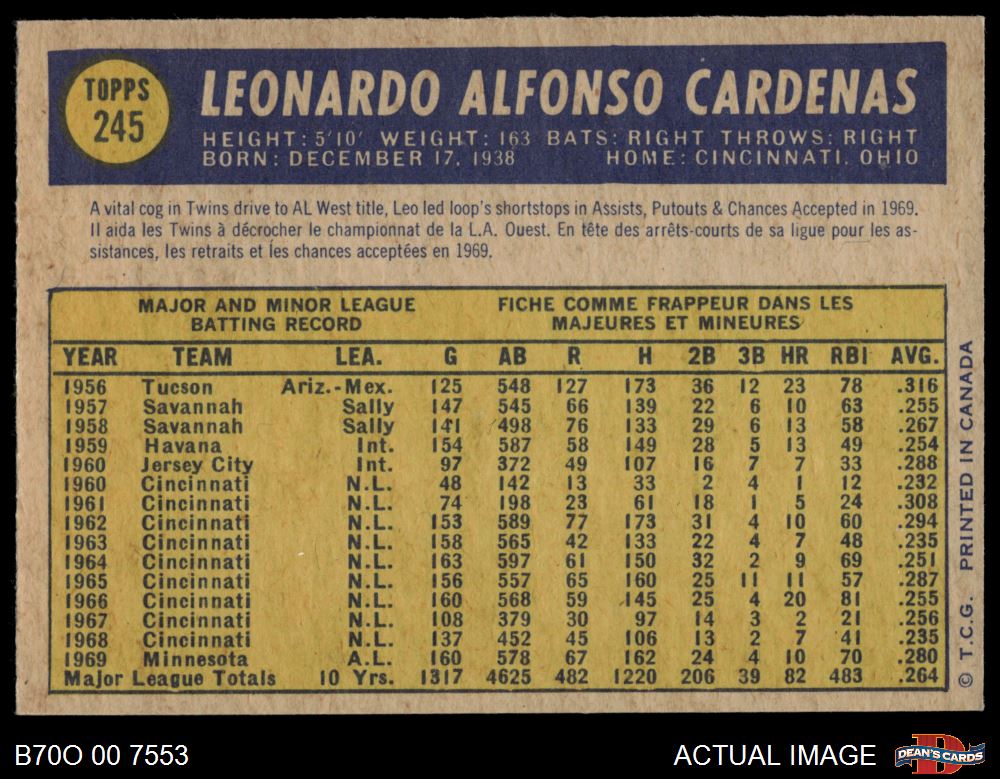 TOPPS
245
LEONARDO ALFONSO CARDENAS
HEIGHT: 5'10' WEIGHT: 163 BATS: RIGHT THROWS: RIGHT
BORN: DECEMBER 17, 1938 HOME: CINCINNATI, OHIO
A vital cog in Twins drive to AL West title, Leo led loop's shortstops in Assists, Putouts & Chances Accepted in 1969.
Il aida les Twins à décrocher le championnat de la L.A. Ouest. En tête des arrêts-courts de sa ligue pour les as-
sistances, les retraits et les chances acceptées en 1969.
MAJOR AND MINOR LEAGUE
BATTING RECORD
FICHE COMME FRAPPEUR DANS LES
MAJEURES ET MINEURES
YEAR TEAM LEA. G AB R H 2B 3B HR RBI AVG.
1956 Tucson Ariz.-Mex. 125 548 127 173 36 12 23 78 .316
1957 Savannah Sally 147 545 66 139 22 6 10 63 .255
1958 Savannah Sally 141 498 76 133 29 6 13 58 .267
1959 Havana Int. 154 587 58 149 28 5 13 49 .254
1960 Jersey City Int. 97 372 49 107 16 7 7 33 .288
1960 Cincinnati N.L. 48 142 13 33 2 4 1 12 .232
1961 Cincinnati N.L. 74 198 23 61 18 1 5 24 .308
1962 Cincinnati N.L. 153 589 77 173 31 4 10 60 .294
1963 Cincinnati N.L. 158 565 42 133 22 4 7 48 .235
1964 Cincinnati N.L. 163 597 61 150 32 2 9 69 .251
1965 Cincinnati N.L. 156 557 65 160 25 11 11 57 .287
1966 Cincinnati N.L. 160 568 59 145 25 4 20 81 .255
1967 Cincinnati N.L. 108 379 30 97 14 3 2 21 .256
1968 Cincinnati N.L. 137 452 45 106 13 2 7 41 .235
1969 Minnesota A.L. 160 578 67 162 24 4 10 70 .280
Major League Totals 10 Yrs. 1317 4625 482 1220 206 39 82 483 .264
© T.C.G. PRINTED IN CANADA
B70O 00 7553
ACTUAL IMAGE
DEAN'S CARDS